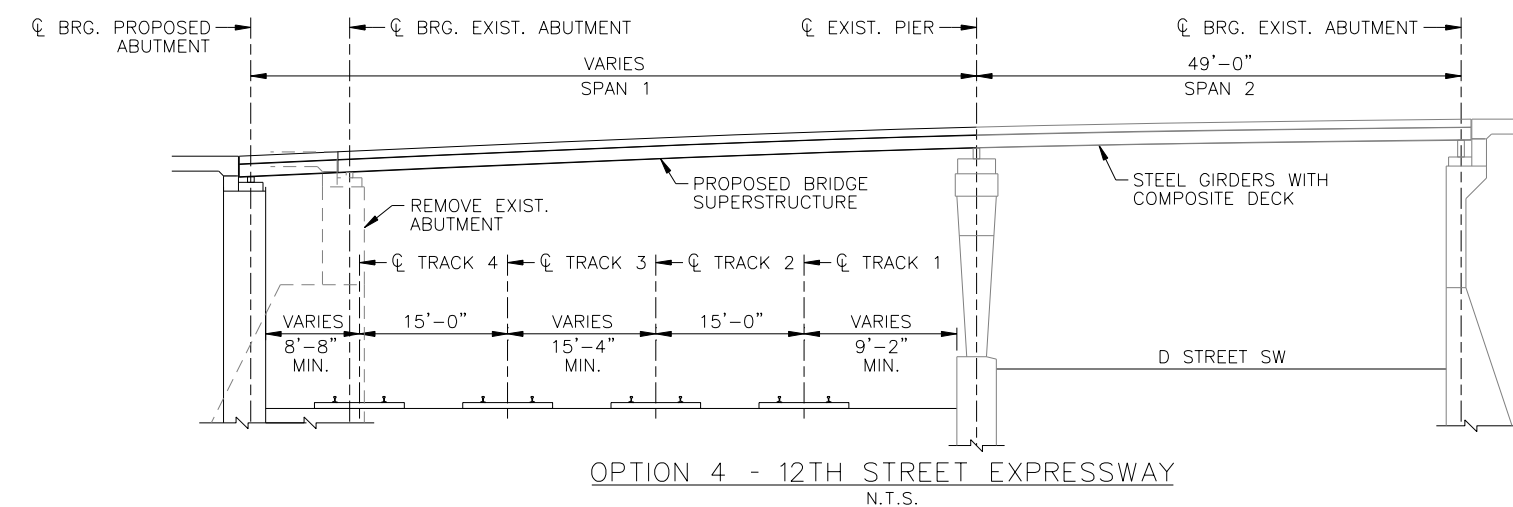 ℄ BRG. PROPOSED
ABUTMENT
℄ BRG. EXIST. ABUTMENT
℄ EXIST. PIER
℄ BRG. EXIST. ABUTMENT
VARIES
SPAN 1
49'-0"
SPAN 2
PROPOSED BRIDGE
SUPERSTRUCTURE
STEEL GIRDERS WITH
COMPOSITE DECK
REMOVE EXIST.
ABUTMENT
℄ TRACK 4
℄ TRACK 3
℄ TRACK 2
℄ TRACK 1
VARIES
8'-8"
MIN.
15'-0"
VARIES
15'-4"
MIN.
15'-0"
VARIES
9'-2"
MIN.
D STREET SW
OPTION 4 - 12TH STREET EXPRESSWAY
N.T.S.